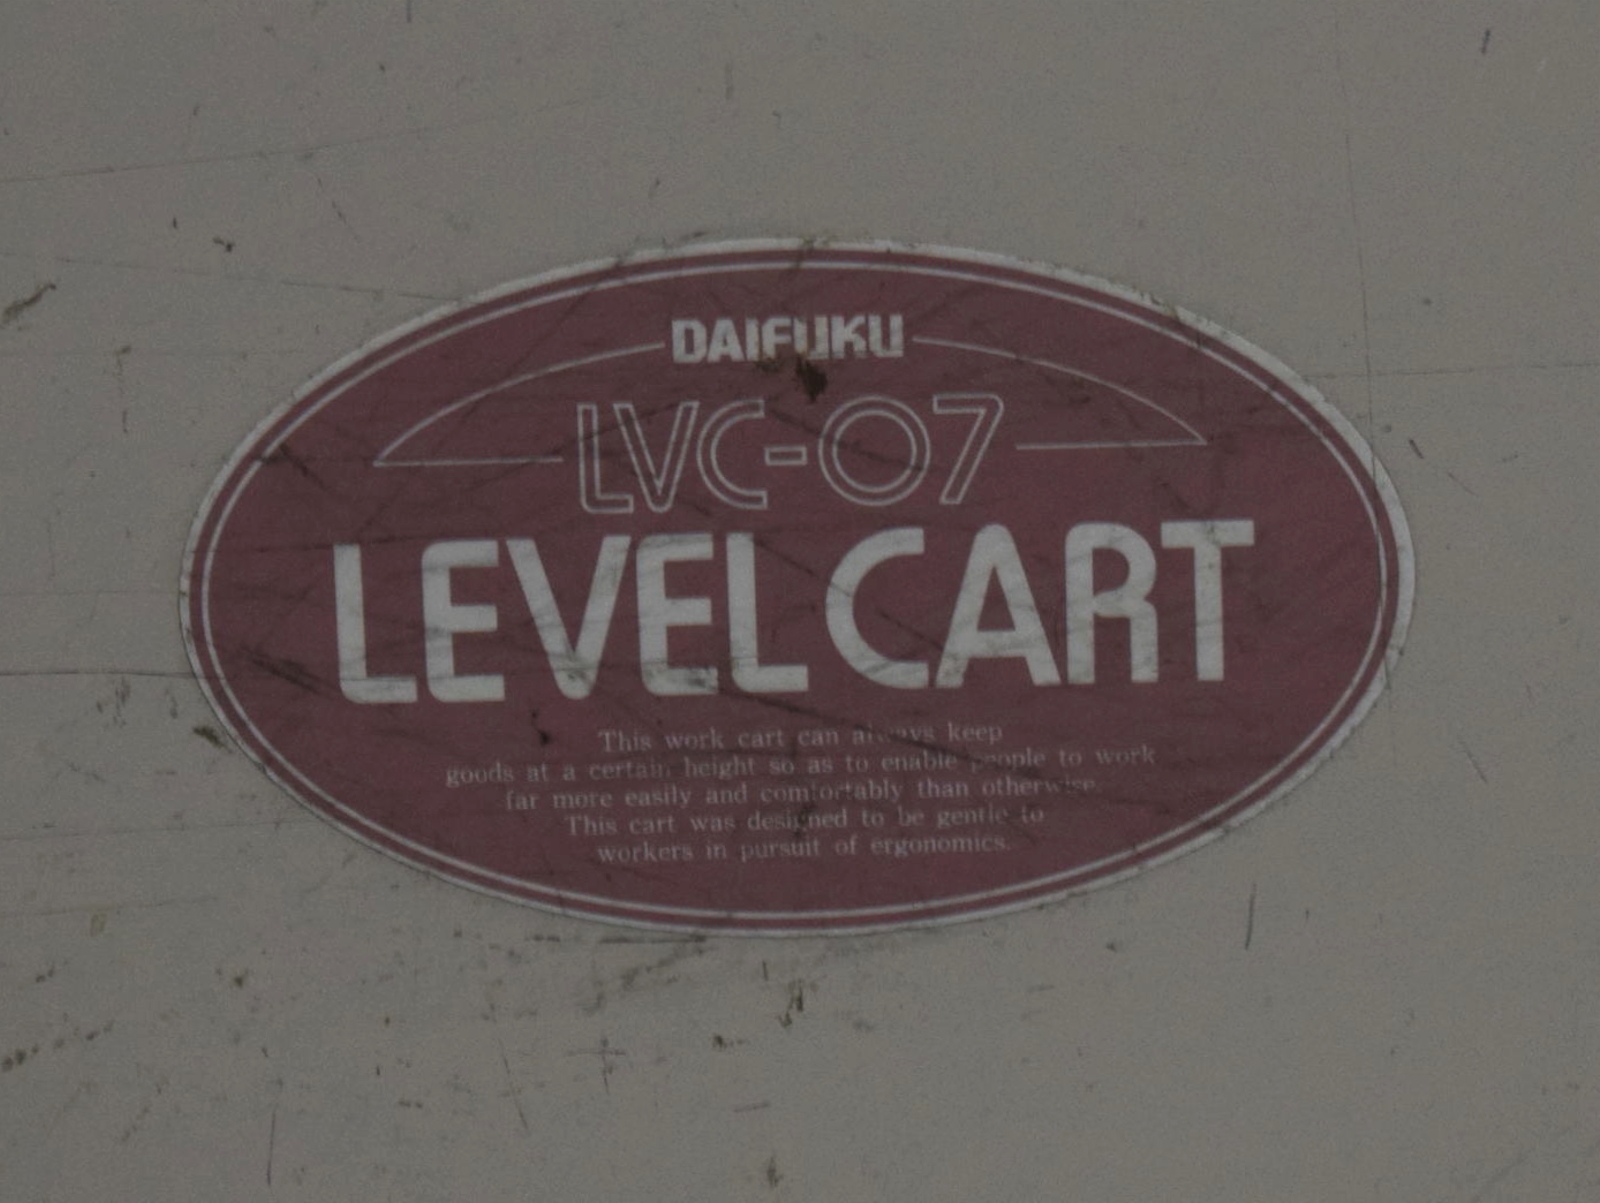 DAIFUKU
LVC-07
LEVEL CART
This work cart can always keep
goods at a certain height so as to enable people to work
far more easily and comfortably than otherwise.
This cart was designed to be gentle to
workers in pursuit of ergonomics.